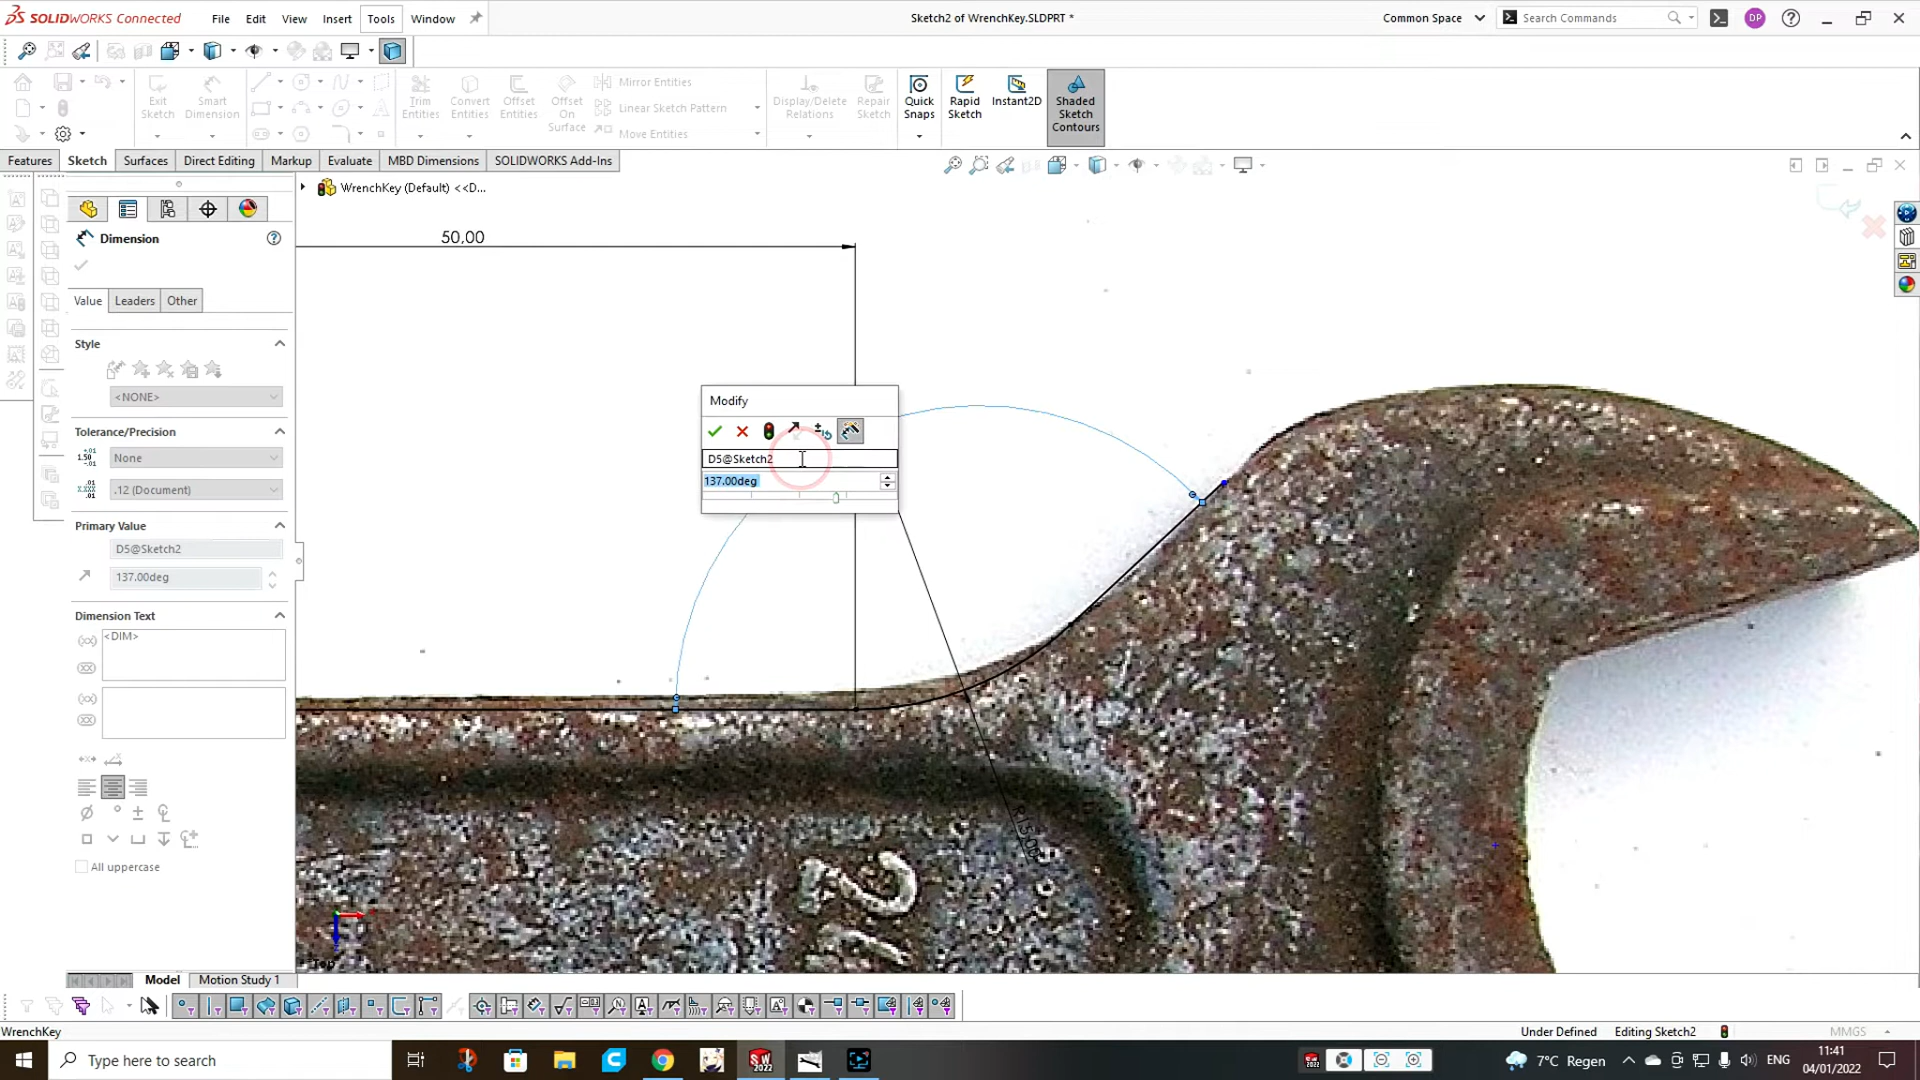 SOLIDWORKS Connected
File Edit View Insert Tools Window
Sketch2 of WrenchKey.SLDPRT *
Common Space
Search Commands
DP
Exit Sketch
Smart Dimension
Trim Entities
Convert Entities
Offset Entities
Offset On Surface
Mirror Entities
Linear Sketch Pattern
Move Entities
Display/Delete Relations
Repair Sketch
Quick Snaps
Rapid Sketch
Instant2D
Shaded Sketch Contours
Features Sketch Surfaces Direct Editing Markup Evaluate MBD Dimensions SOLIDWORKS Add-Ins
WrenchKey (Default) <<D...
Dimension
Value Leaders Other
Style
<NONE>
Tolerance/Precision
None
.12 (Document)
Primary Value
D5@Sketch2
137.00deg
Dimension Text
<DIM>
All uppercase
50,00
Modify
D5@Sketch2
137.00deg
R15,00
12
Model Motion Study 1
WrenchKey
Under Defined Editing Sketch2 MMGS
Type here to search
SW 2022
7°C Regen
ENG
11:41
04/01/2022